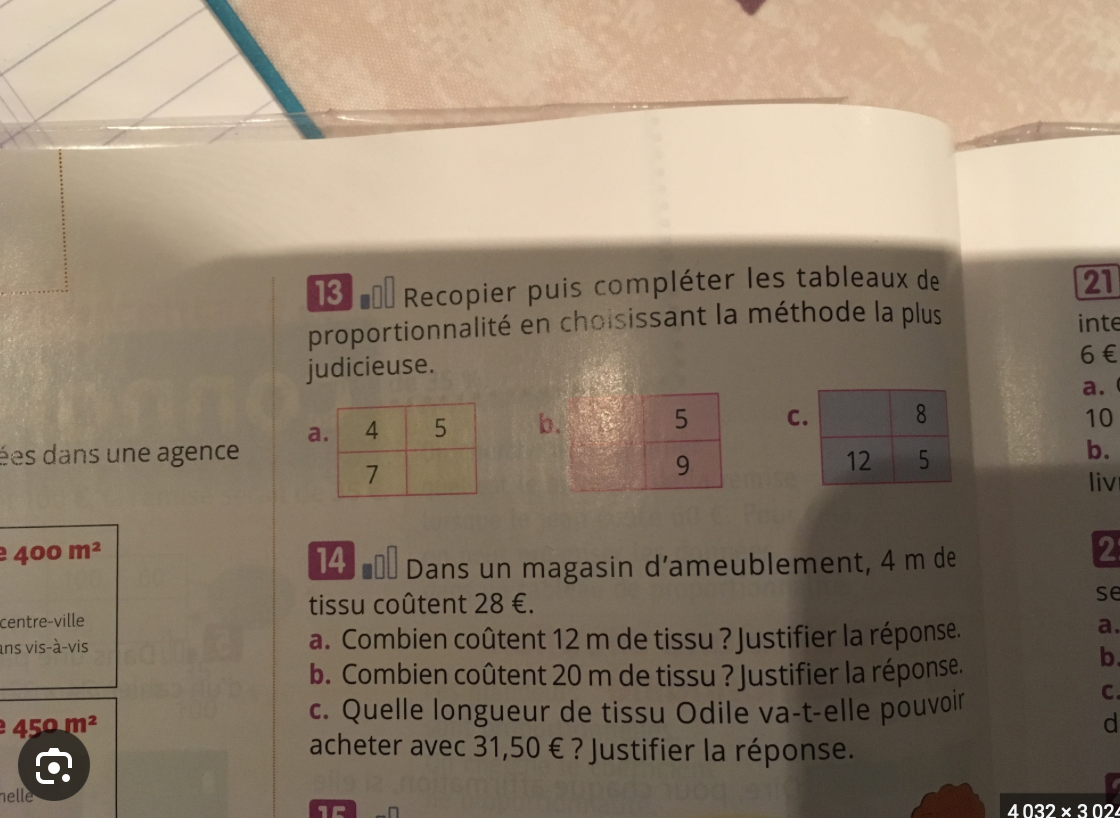 ées dans une agence
e 400 m²
centre-ville
ans vis-à-vis
e 450 m²
nelle
13 Recopier puis compléter les tableaux de
proportionnalité en choisissant la méthode la plus
judicieuse.
a. 4 5
7
b. 5
9
c. 8
12 5
14 Dans un magasin d'ameublement, 4 m de
tissu coûtent 28 €.
a. Combien coûtent 12 m de tissu ? Justifier la réponse.
b. Combien coûtent 20 m de tissu ? Justifier la réponse.
c. Quelle longueur de tissu Odile va-t-elle pouvoir
acheter avec 31,50 € ? Justifier la réponse.
15
21
inte
6 €
a.
10
b.
liv
2
se
a.
b.
c.
d
4 032 × 3 024